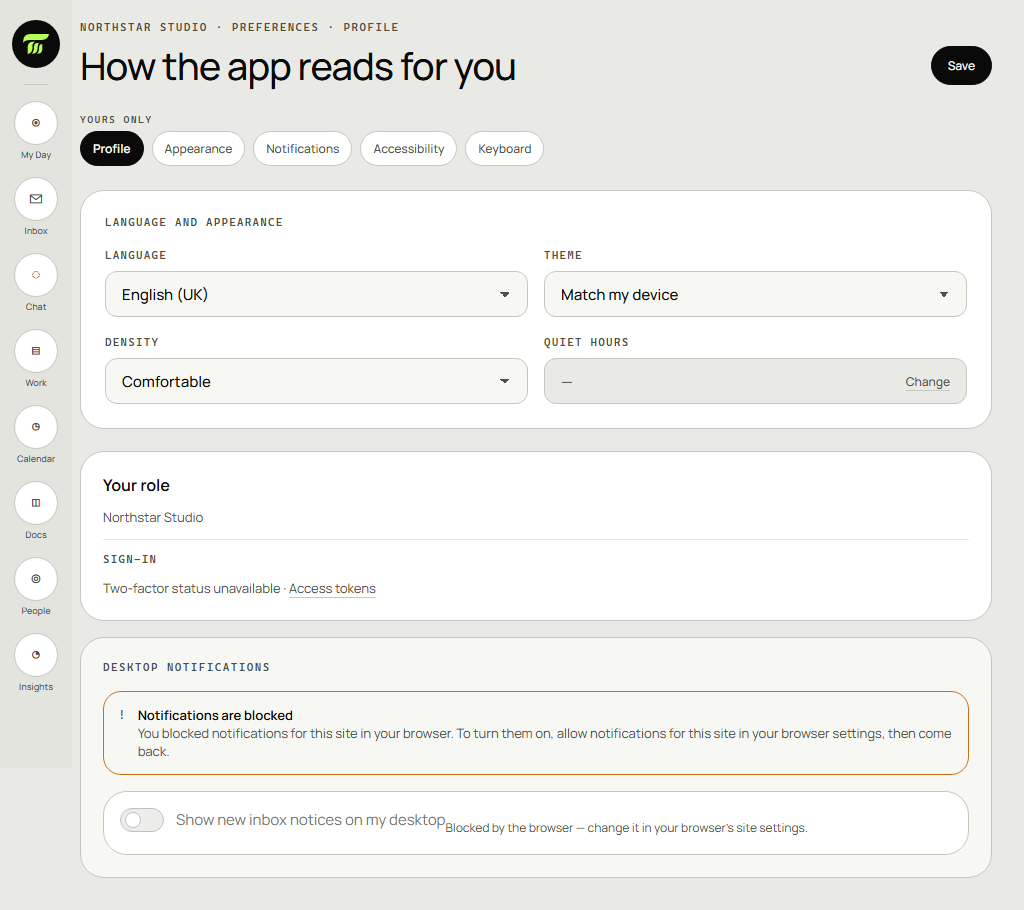 NORTHSTAR STUDIO · PREFERENCES · PROFILE
How the app reads for you
Save
YOURS ONLY
Profile
Appearance
Notifications
Accessibility
Keyboard
My Day
Inbox
Chat
Work
Calendar
Docs
People
Insights
LANGUAGE AND APPEARANCE
LANGUAGE
English (UK)
THEME
Match my device
DENSITY
Comfortable
QUIET HOURS
—
Change
Your role
Northstar Studio
SIGN-IN
Two-factor status unavailable · Access tokens
DESKTOP NOTIFICATIONS
! Notifications are blocked
You blocked notifications for this site in your browser. To turn them on, allow notifications for this site in your browser settings, then come
back.
Show new inbox notices on my desktop
Blocked by the browser — change it in your browser's site settings.